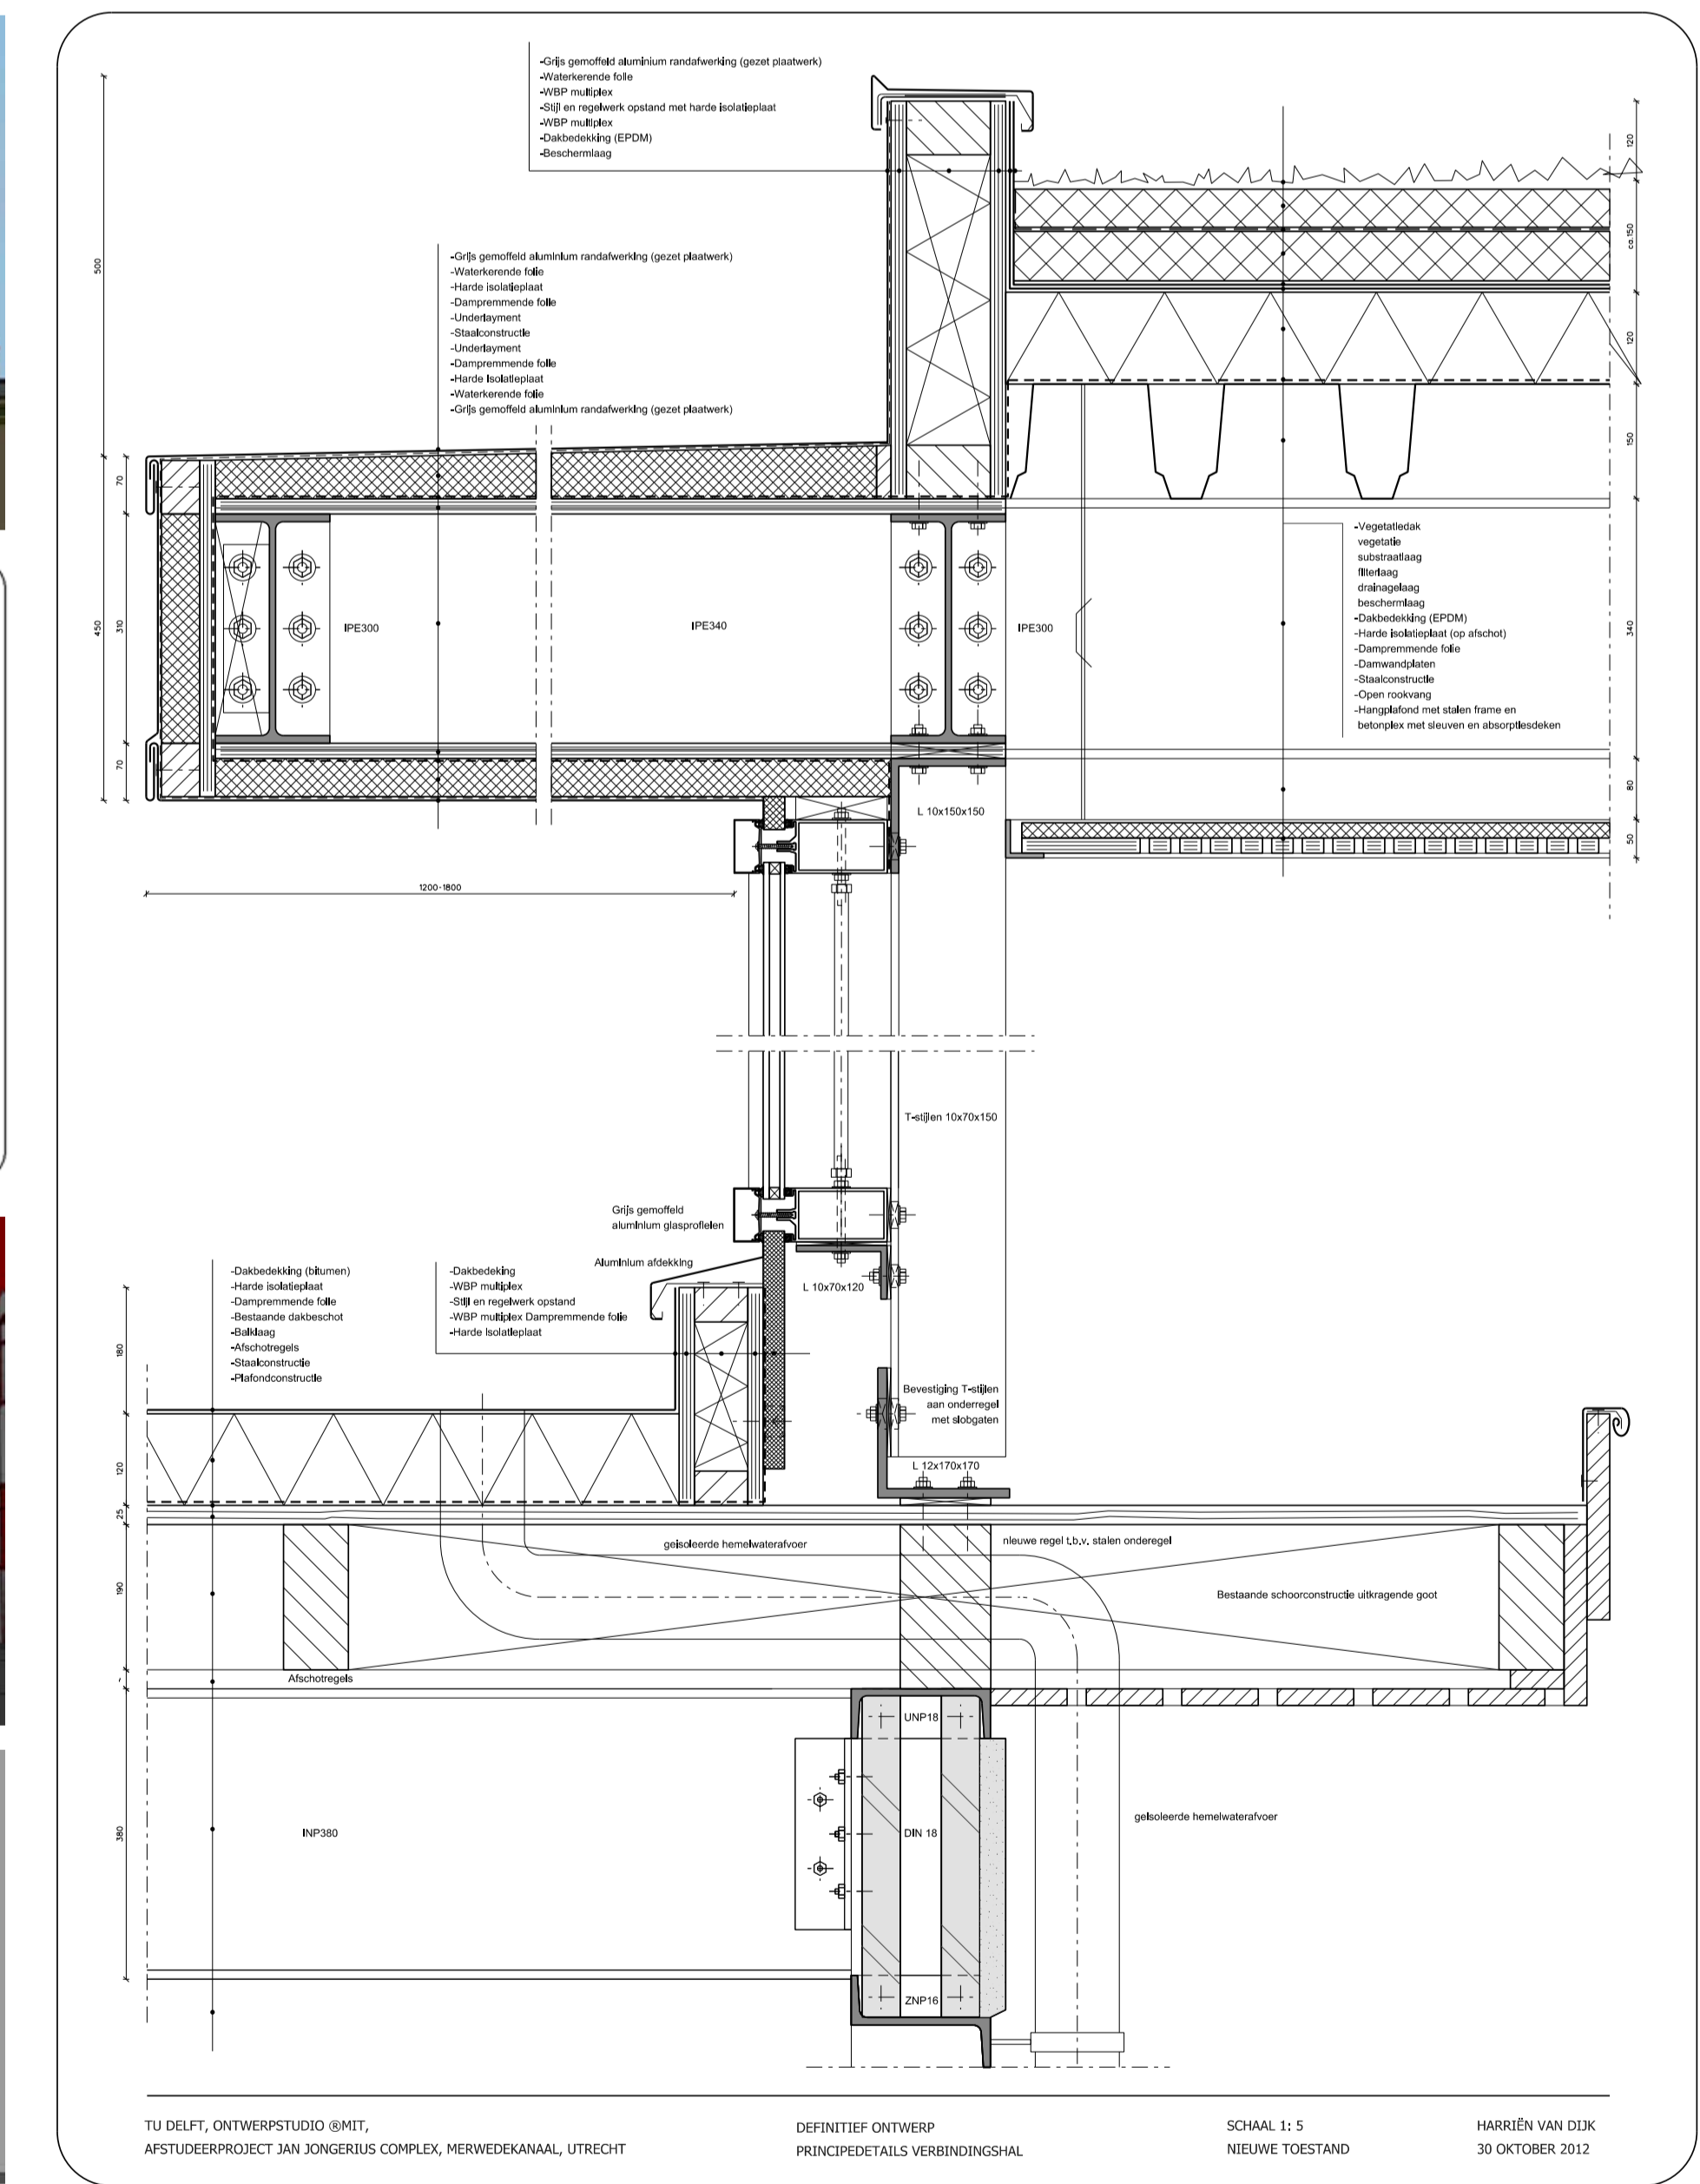 -Grijs gemoffeld aluminium randafwerking (gezet plaatwerk)
-Waterkerende folie
-WBP multiplex
-Stijl en regelwerk opstand met harde isolatieplaat
-WBP multiplex
-Dakbedekking (EPDM)
-Beschermlaag
-Grijs gemoffeld aluminium randafwerking (gezet plaatwerk)
-Waterkerende folie
-Harde isolatieplaat
-Dampremmende folie
-Underlayment
-Staalconstructie
-Underlayment
-Dampremmende folie
-Harde isolatieplaat
-Waterkerende folie
-Grijs gemoffeld aluminium randafwerking (gezet plaatwerk)
500
70
450
310
70
120
ca.150
120
150
340
80
50
IPE300
IPE340
IPE300
-Vegetatiedak
vegetatie
substraatlaag
filterlaag
drainagelaag
beschermlaag
-Dakbedekking (EPDM)
-Harde isolatieplaat (op afschot)
-Dampremmende folie
-Damwandplaten
-Staalconstructie
-Open rookvang
-Hangplafond met stalen frame en
betonplex met sleuven en absorptiesdeken
L 10x150x150
1200-1800
T-stijlen 10x70x150
Grijs gemoffeld
aluminium glasprofielen
Aluminium afdekking
L 10x70x120
-Dakbedekking (bitumen)
-Harde isolatieplaat
-Dampremmende folie
-Bestaande dakbeschot
-Balklaag
-Afschotregels
-Staalconstructie
-Plafondconstructie
-Dakbedeking
-WBP multiplex
-Stijl en regelwerk opstand
-WBP multiplex Dampremmende folie
-Harde isolatieplaat
180
120
25
190
-
380
Bevestiging T-stijlen
aan onderregel
met slobgaten
L 12x170x170
geisoleerde hemelwaterafvoer
nieuwe regel t.b.v. stalen onderegel
Bestaande schoorconstructie uitkragende goot
Afschotregels
UNP18
INP380
DIN 18
geisoleerde hemelwaterafvoer
ZNP16
TU DELFT, ONTWERPSTUDIO ®MIT,
AFSTUDEERPROJECT JAN JONGERIUS COMPLEX, MERWEDEKANAAL, UTRECHT
DEFINITIEF ONTWERP
PRINCIPEDETAILS VERBINDINGSHAL
SCHAAL 1: 5
NIEUWE TOESTAND
HARRIËN VAN DIJK
30 OKTOBER 2012